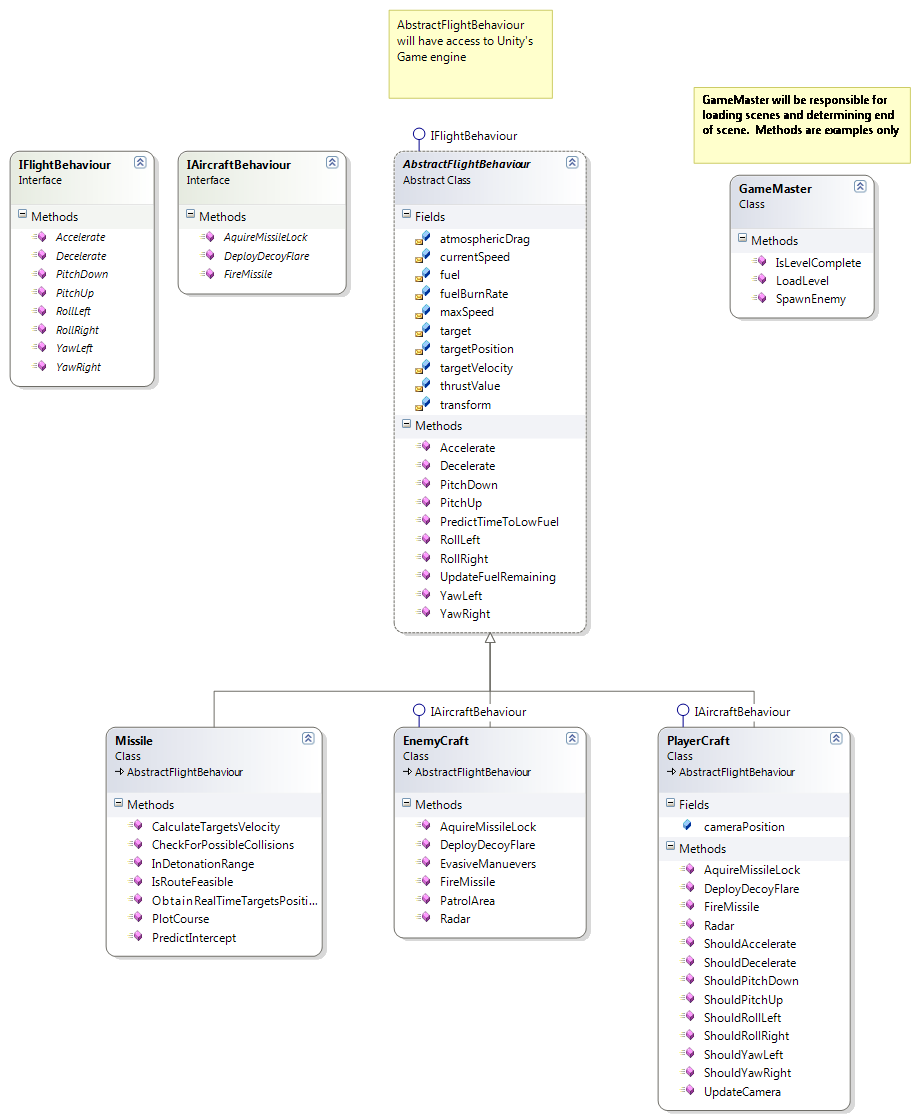 AbstractFlightBehaviour
will have access to Unity's
Game engine
GameMaster will be responsible for
loading scenes and determining end
of scene. Methods are examples only
IFlightBehaviour
Interface
Methods
Accelerate
Decelerate
PitchDown
PitchUp
RollLeft
RollRight
YawLeft
YawRight
IAircraftBehaviour
Interface
Methods
AquireMissileLock
DeployDecoyFlare
FireMissile
IFlightBehaviour
AbstractFlightBehaviour
Abstract Class
Fields
atmosphericDrag
currentSpeed
fuel
fuelBurnRate
maxSpeed
target
targetPosition
targetVelocity
thrustValue
transform
Methods
Accelerate
Decelerate
PitchDown
PitchUp
PredictTimeToLowFuel
RollLeft
RollRight
UpdateFuelRemaining
YawLeft
YawRight
GameMaster
Class
Methods
IsLevelComplete
LoadLevel
SpawnEnemy
Missile
Class
AbstractFlightBehaviour
Methods
CalculateTargetsVelocity
CheckForPossibleCollisions
InDetonationRange
IsRouteFeasible
ObtainRealTimeTargetsPositi...
PlotCourse
PredictIntercept
IAircraftBehaviour
EnemyCraft
Class
AbstractFlightBehaviour
Methods
AquireMissileLock
DeployDecoyFlare
EvasiveManuevers
FireMissile
PatrolArea
Radar
IAircraftBehaviour
PlayerCraft
Class
AbstractFlightBehaviour
Fields
cameraPosition
Methods
AquireMissileLock
DeployDecoyFlare
FireMissile
Radar
ShouldAccelerate
ShouldDecelerate
ShouldPitchDown
ShouldPitchUp
ShouldRollLeft
ShouldRollRight
ShouldYawLeft
ShouldYawRight
UpdateCamera